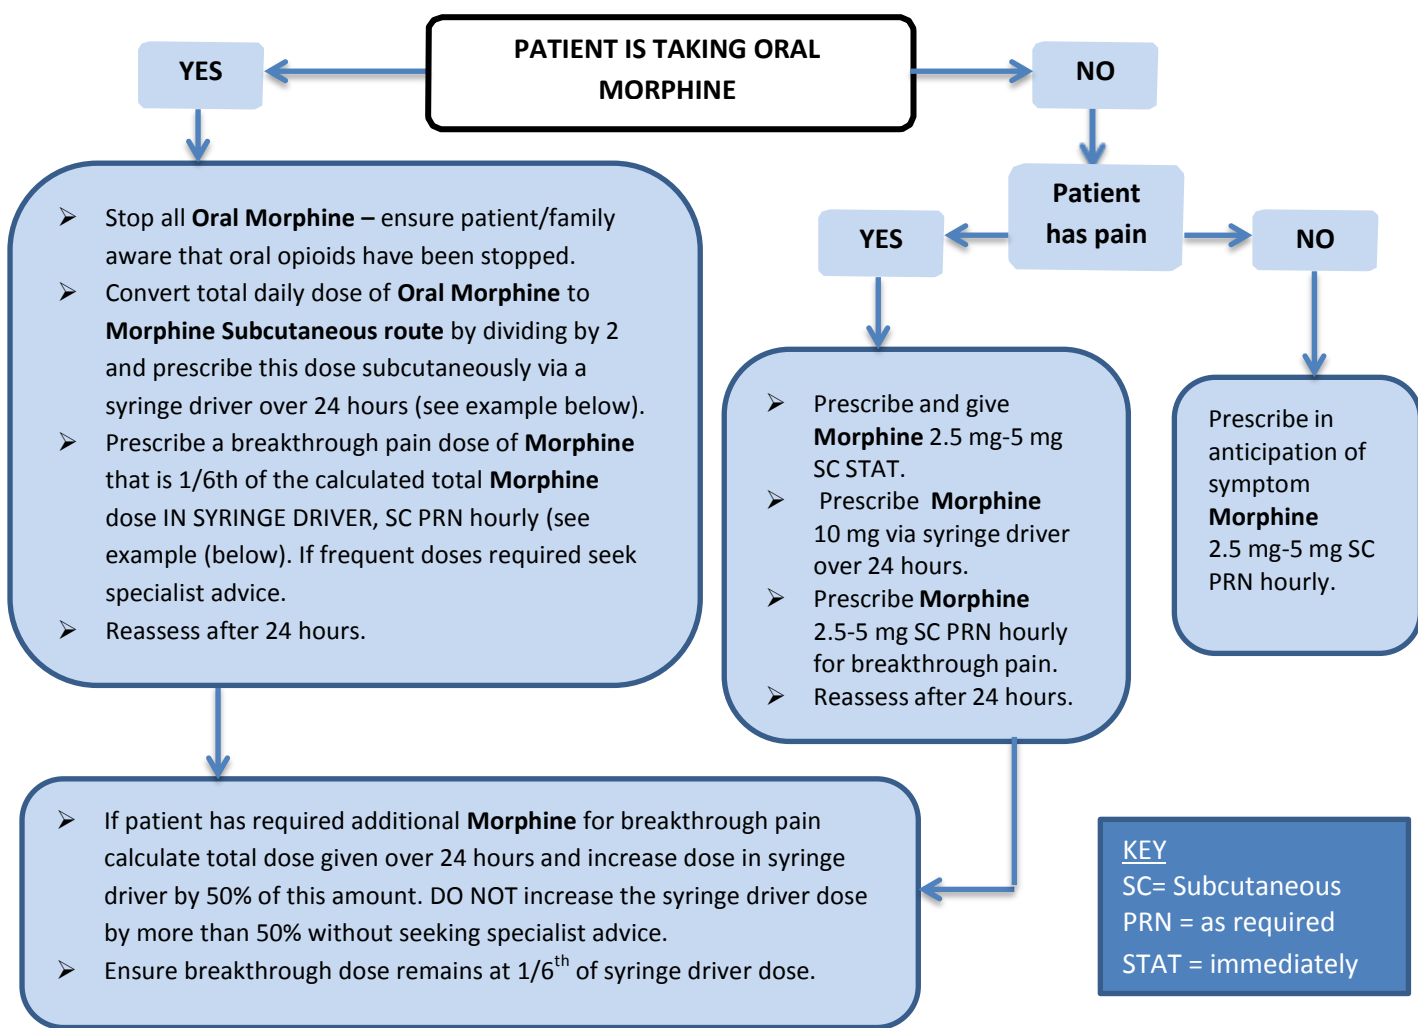 PATIENT IS TAKING ORAL
MORPHINE
YES
NO
➢ Stop all Oral Morphine – ensure patient/family
aware that oral opioids have been stopped.
➢ Convert total daily dose of Oral Morphine to
Morphine Subcutaneous route by dividing by 2
and prescribe this dose subcutaneously via a
syringe driver over 24 hours (see example below).
➢ Prescribe a breakthrough pain dose of Morphine
that is 1/6th of the calculated total Morphine
dose IN SYRINGE DRIVER, SC PRN hourly (see
example (below). If frequent doses required seek
specialist advice.
➢ Reassess after 24 hours.
Patient
has pain
YES
NO
➢ Prescribe and give
Morphine 2.5 mg-5 mg
SC STAT.
➢ Prescribe Morphine
10 mg via syringe driver
over 24 hours.
➢ Prescribe Morphine
2.5-5 mg SC PRN hourly
for breakthrough pain.
➢ Reassess after 24 hours.
Prescribe in
anticipation of
symptom
Morphine
2.5 mg-5 mg SC
PRN hourly.
➢ If patient has required additional Morphine for breakthrough pain
calculate total dose given over 24 hours and increase dose in syringe
driver by 50% of this amount. DO NOT increase the syringe driver dose
by more than 50% without seeking specialist advice.
➢ Ensure breakthrough dose remains at 1/6th of syringe driver dose.
KEY
SC= Subcutaneous
PRN = as required
STAT = immediately